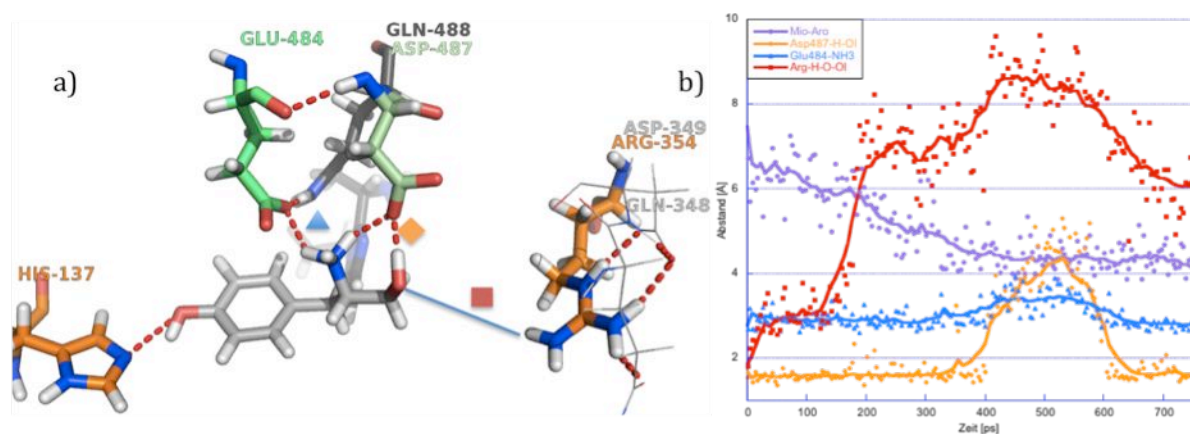 a)
GLU-484
GLN-488
ASP-487
HIS-137
ASP-349
ARG-354
GLN-348
b)
Mio-Aro
Asp487-H-Ol
Glu484-NH3
Arg-H-O-Ol
Abstand [Å]
10
8
6
4
2
0
100
200
300
400
500
600
700
Zeit [ps]